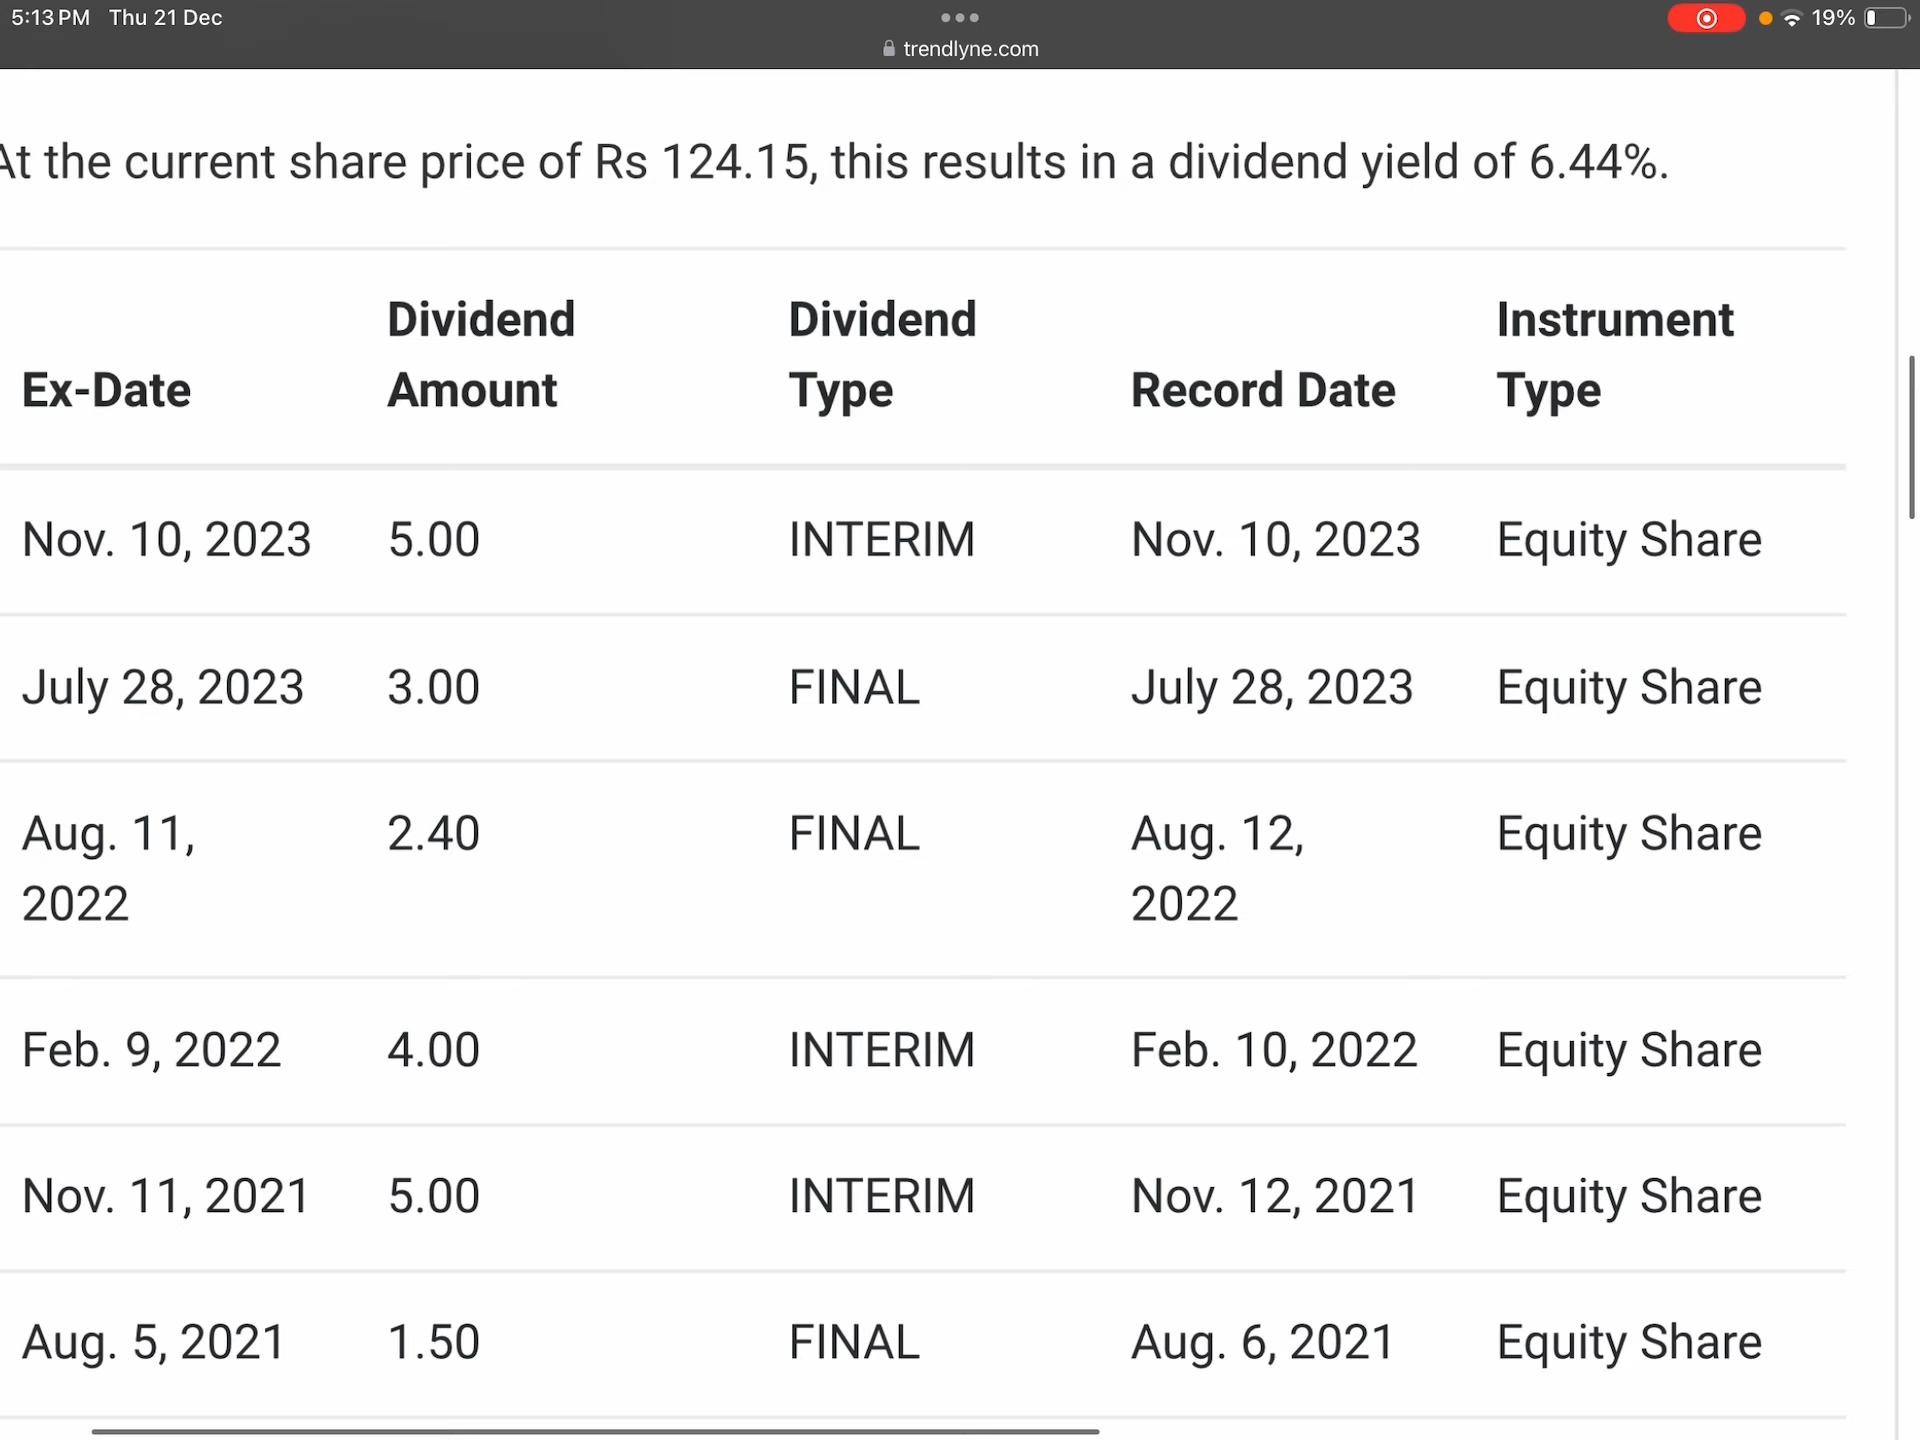 5:13 PM Thu 21 Dec
19%
trendlyne.com
At the current share price of Rs 124.15, this results in a dividend yield of 6.44%.
Ex-Date Dividend Amount Dividend Type Record Date Instrument Type
Nov. 10, 2023 5.00 INTERIM Nov. 10, 2023 Equity Share
July 28, 2023 3.00 FINAL July 28, 2023 Equity Share
Aug. 11, 2022 2.40 FINAL Aug. 12, 2022 Equity Share
Feb. 9, 2022 4.00 INTERIM Feb. 10, 2022 Equity Share
Nov. 11, 2021 5.00 INTERIM Nov. 12, 2021 Equity Share
Aug. 5, 2021 1.50 FINAL Aug. 6, 2021 Equity Share